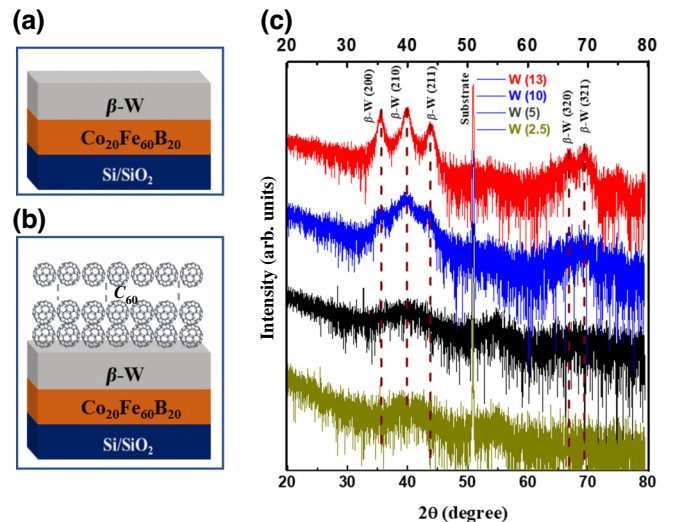 (a)
β-W
Co20Fe60B20
Si/SiO2
(b)
C60
β-W
Co20Fe60B20
Si/SiO2
(c)
20 30 40 50 60 70 80
β-W (200)
β-W (210)
β-W (211)
Substrate
W (13)
W (10)
W (5)
W (2.5)
β-W (320)
β-W (321)
Intensity (arb. units)
20 30 40 50 60 70 80
2θ (degree)